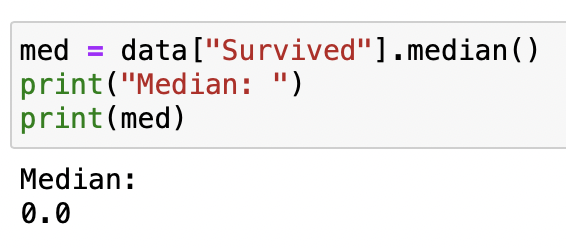 med = data["Survived"].median()
print("Median: ")
print(med)
Median:
0.0